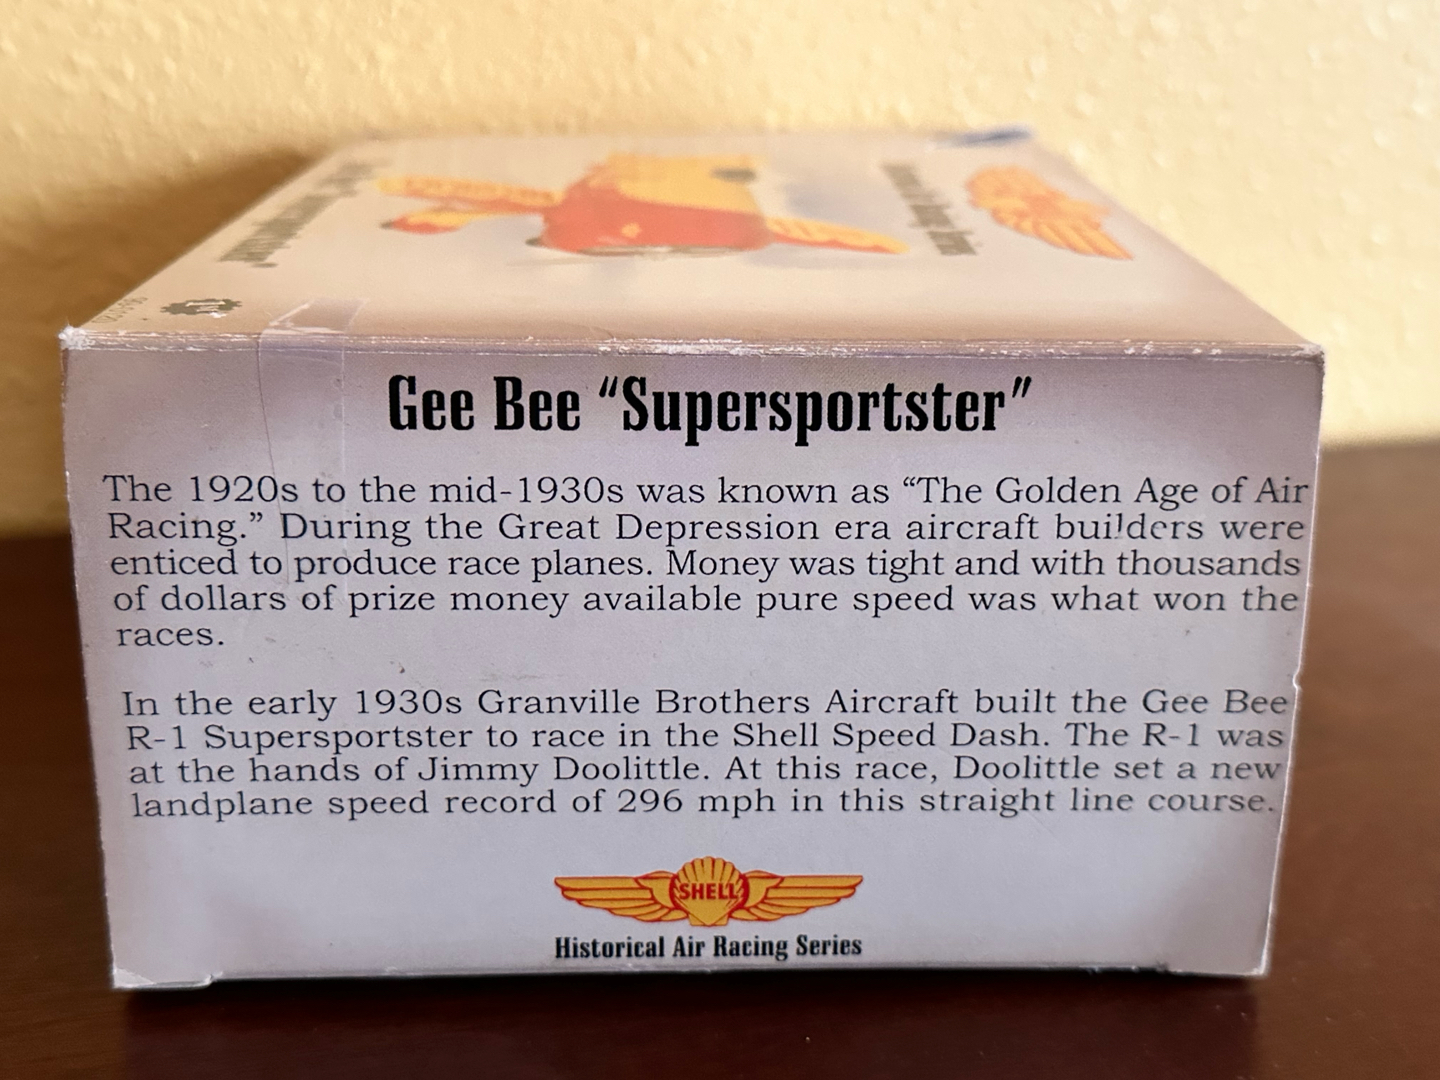 Gee Bee “Supersportster”
The 1920s to the mid-1930s was known as “The Golden Age of Air
Racing.” During the Great Depression era aircraft builders were
enticed to produce race planes. Money was tight and with thousands
of dollars of prize money available pure speed was what won the
races.
In the early 1930s Granville Brothers Aircraft built the Gee Bee
R-1 Supersportster to race in the Shell Speed Dash. The R-1 was
at the hands of Jimmy Doolittle. At this race, Doolittle set a new
landplane speed record of 296 mph in this straight line course.
SHELL
Historical Air Racing Series